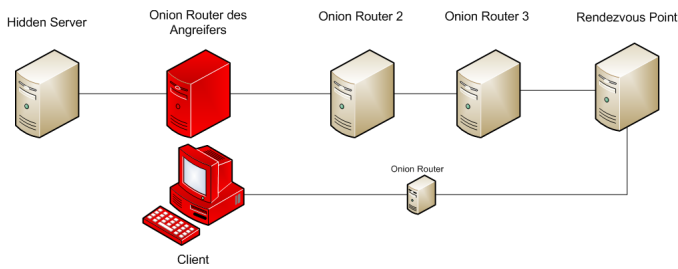 Hidden Server
Onion Router des
Angreifers
Onion Router 2
Onion Router 3
Rendezvous Point
Onion Router
Client